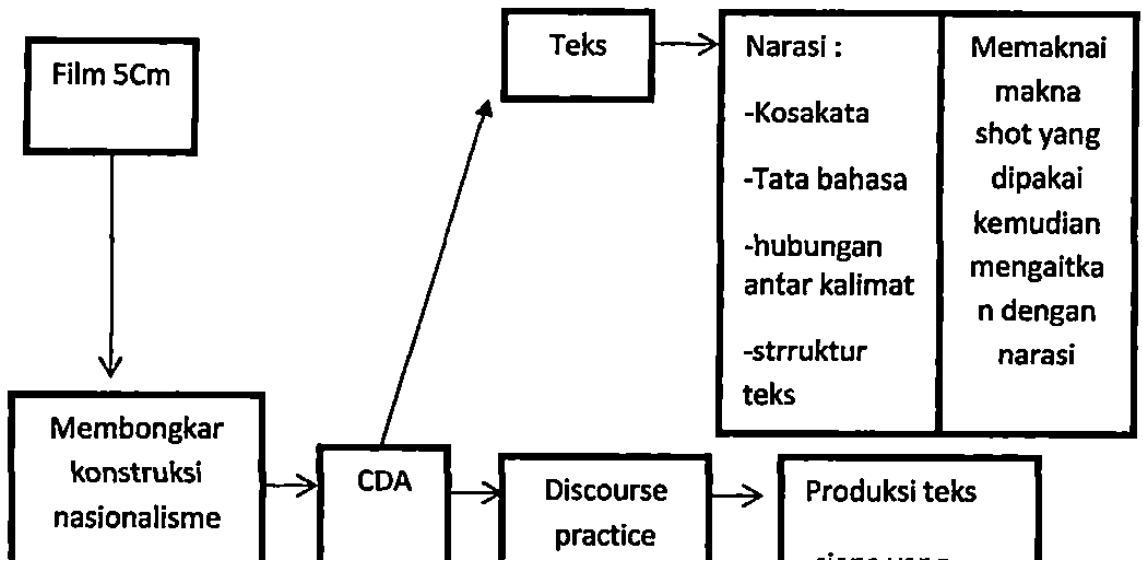 Film 5Cm
Teks
Narasi :
-Kosakata
-Tata bahasa
-hubungan
antar kalimat
-strruktur
teks
Memaknai
makna
shot yang
dipakai
kemudian
mengaitka
n dengan
narasi
Membongkar
konstruksi
nasionalisme
CDA
Discourse
practice
Produksi teks